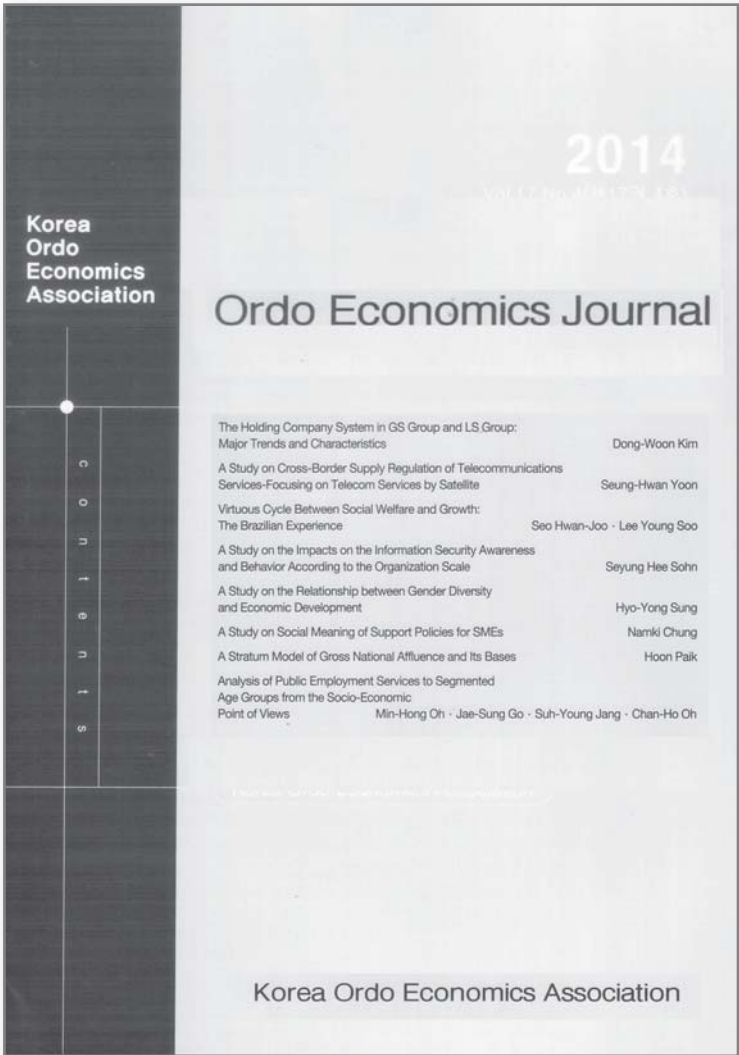 2014
Vol.17 No.4
Korea
Ordo
Economics
Association
Ordo Economics Journal
contents
The Holding Company System in GS Group and LS Group:
Major Trends and Characteristics Dong-Woon Kim
A Study on Cross-Border Supply Regulation of Telecommunications
Services-Focusing on Telecom Services by Satellite Seung-Hwan Yoon
Virtuous Cycle Between Social Welfare and Growth:
The Brazilian Experience Seo Hwan-Joo · Lee Young Soo
A Study on the Impacts on the Information Security Awareness
and Behavior According to the Organization Scale Seyung Hee Sohn
A Study on the Relationship between Gender Diversity
and Economic Development Hyo-Yong Sung
A Study on Social Meaning of Support Policies for SMEs Namki Chung
A Stratum Model of Gross National Affluence and Its Bases Hoon Paik
Analysis of Public Employment Services to Segmented
Age Groups from the Socio-Economic
Point of Views Min-Hong Oh · Jae-Sung Go · Suh-Young Jang · Chan-Ho Oh
Korea Ordo Economics Association